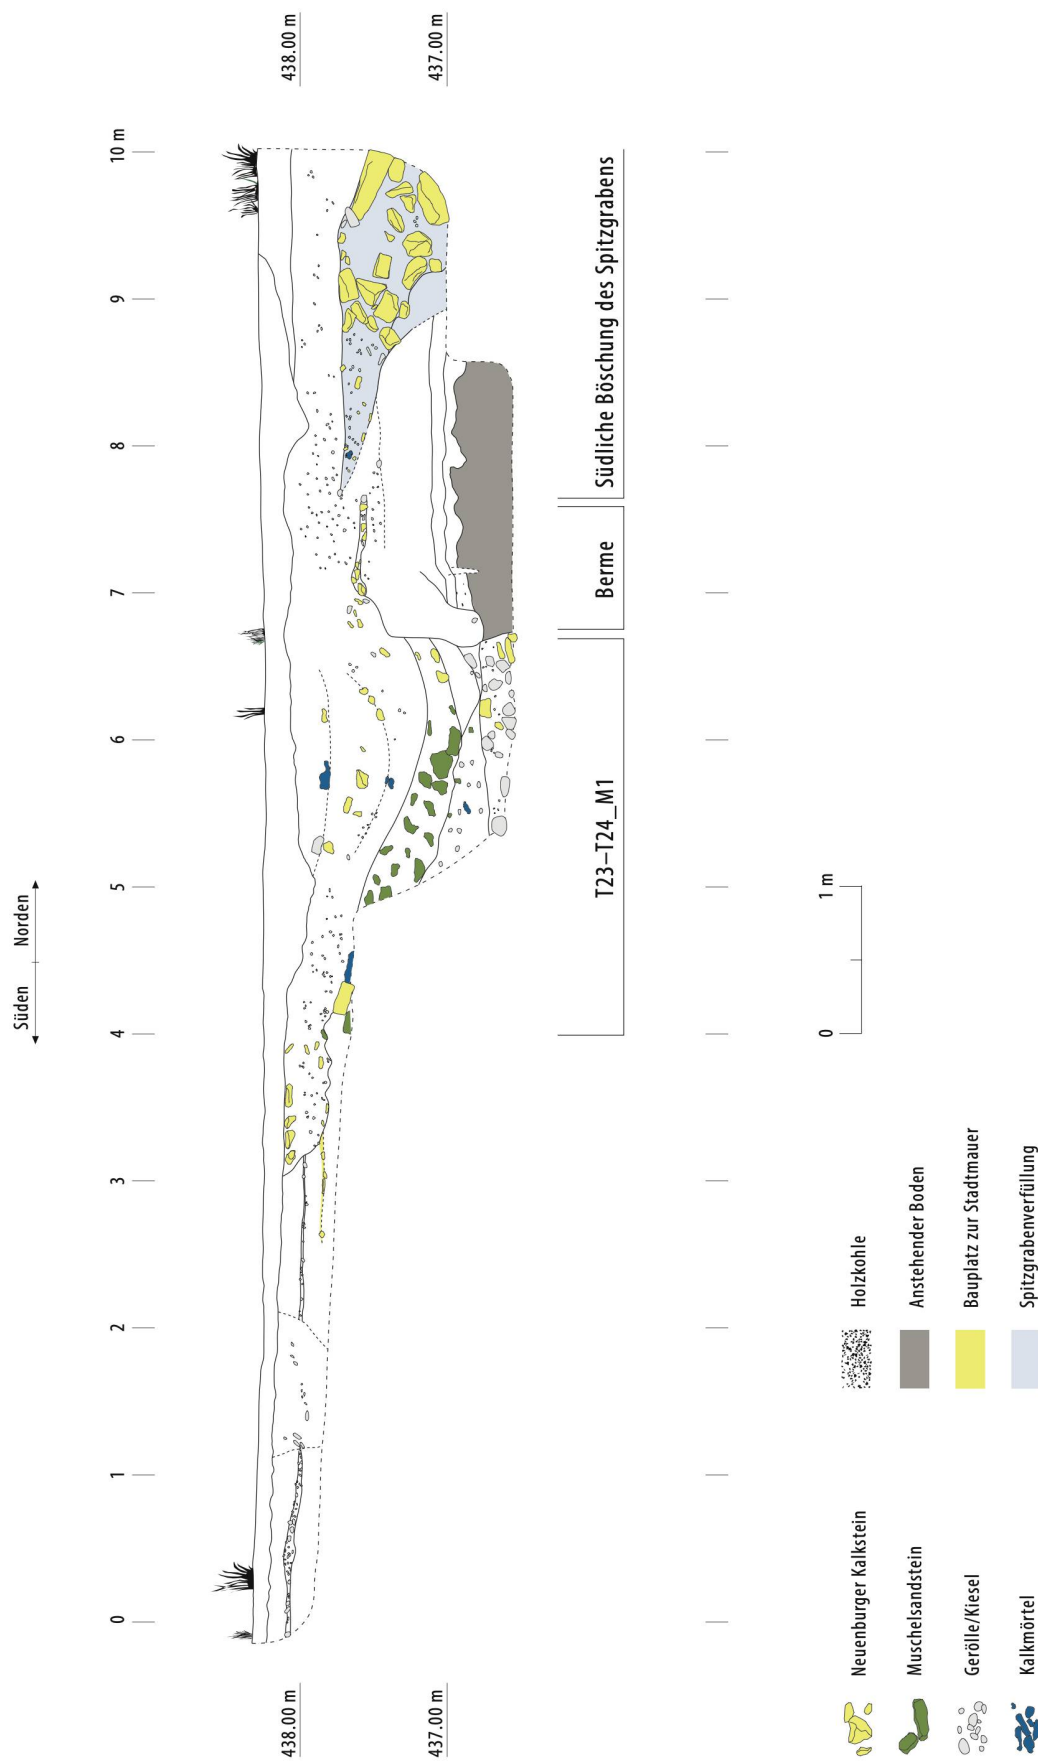 Süden Norden
438.00 m
437.00 m
0
1
2
3
4
5
6
7
8
9
10 m
438.00 m
437.00 m
T23–T24_M1
Berme
Südliche Böschung des Spitzgrabens
0
1 m
Neuenburger Kalkstein
Muschelsandstein
Gerölle/Kiesel
Kalkmörtel
Holzkohle
Anstehender Boden
Bauplatz zur Stadtmauer
Spitzgrabenverfüllung